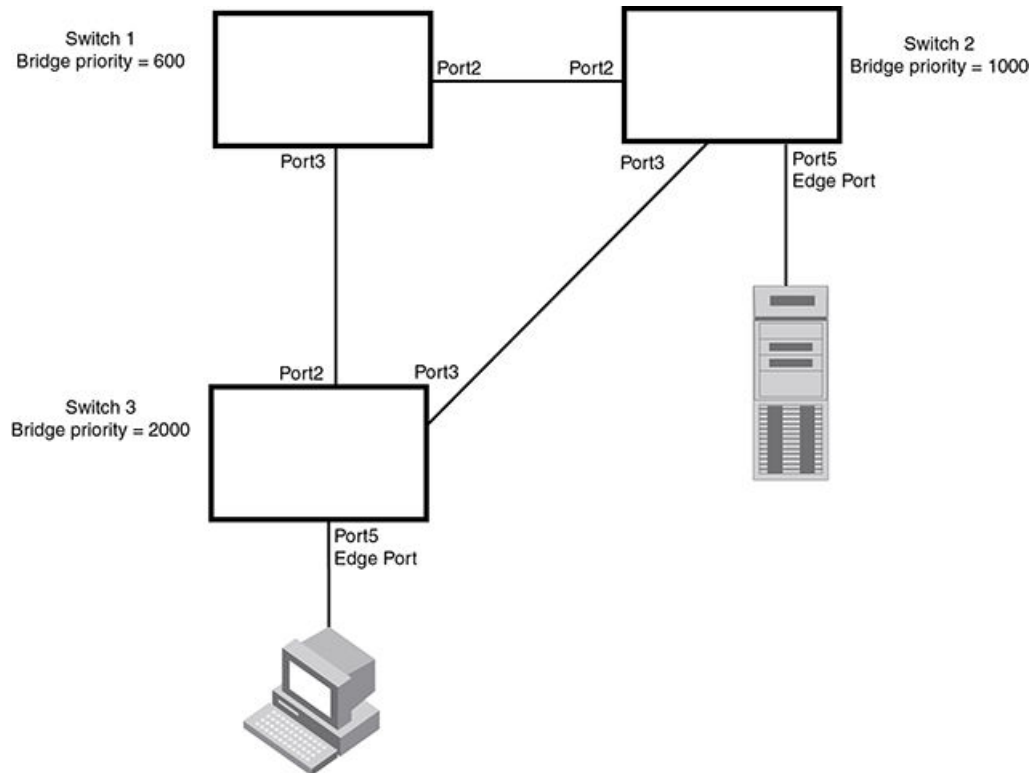 Switch 1
Bridge priority = 600
Switch 2
Bridge priority = 1000
Port2
Port2
Port3
Port3
Port5
Edge Port
Port2
Port3
Switch 3
Bridge priority = 2000
Port5
Edge Port